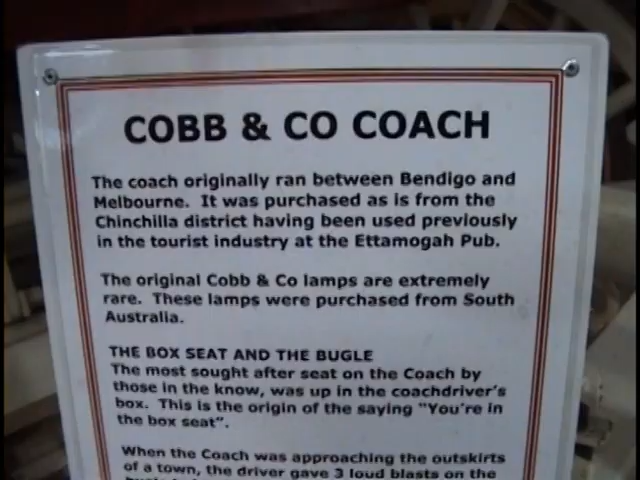 COBB & CO COACH
The coach originally ran between Bendigo and
Melbourne. It was purchased as is from the
Chinchilla district having been used previously
in the tourist industry at the Ettamogah Pub.
The original Cobb & Co lamps are extremely
rare. These lamps were purchased from South
Australia.
THE BOX SEAT AND THE BUGLE
The most sought after seat on the Coach by
those in the know, was up in the coachdriver's
box. This is the origin of the saying "You're in
the box seat".
When the Coach was approaching the outskirts
of a town, the driver gave 3 loud blasts on the